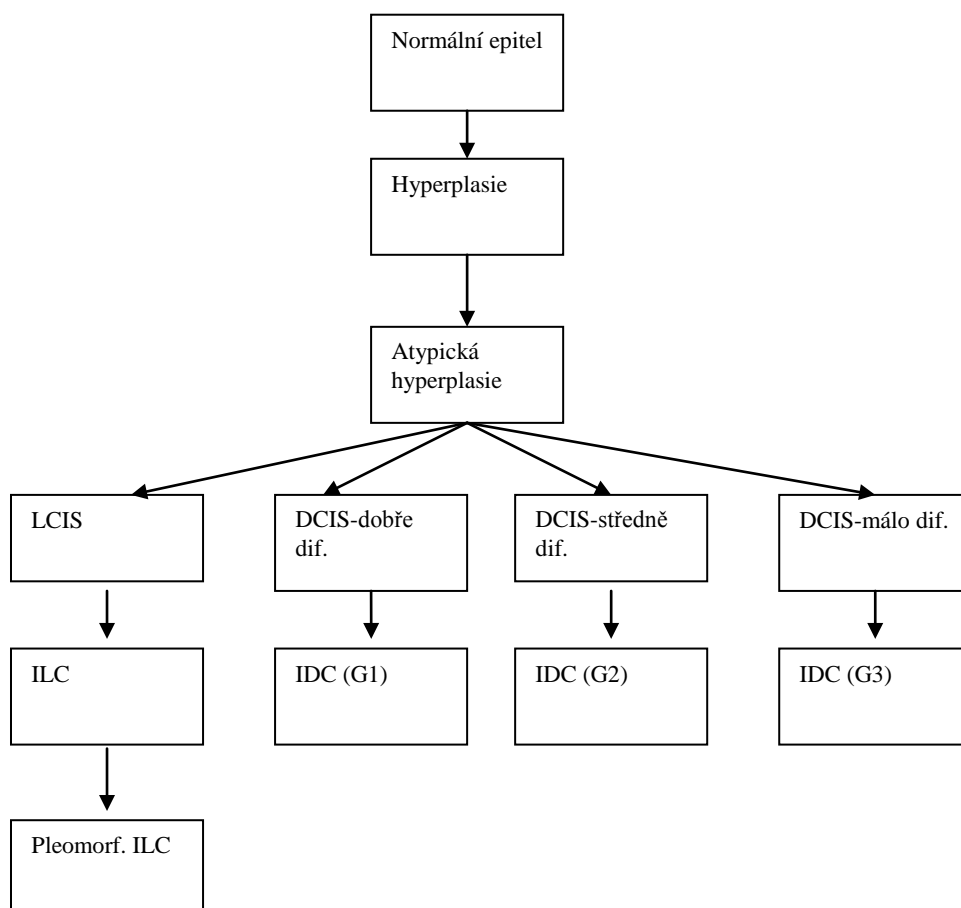 Normální epitel
Hyperplasie
Atypická
hyperplasie
LCIS
DCIS-dobře
dif.
DCIS-středně
dif.
DCIS-málo dif.
ILC
IDC (G1)
IDC (G2)
IDC (G3)
Pleomorf. ILC